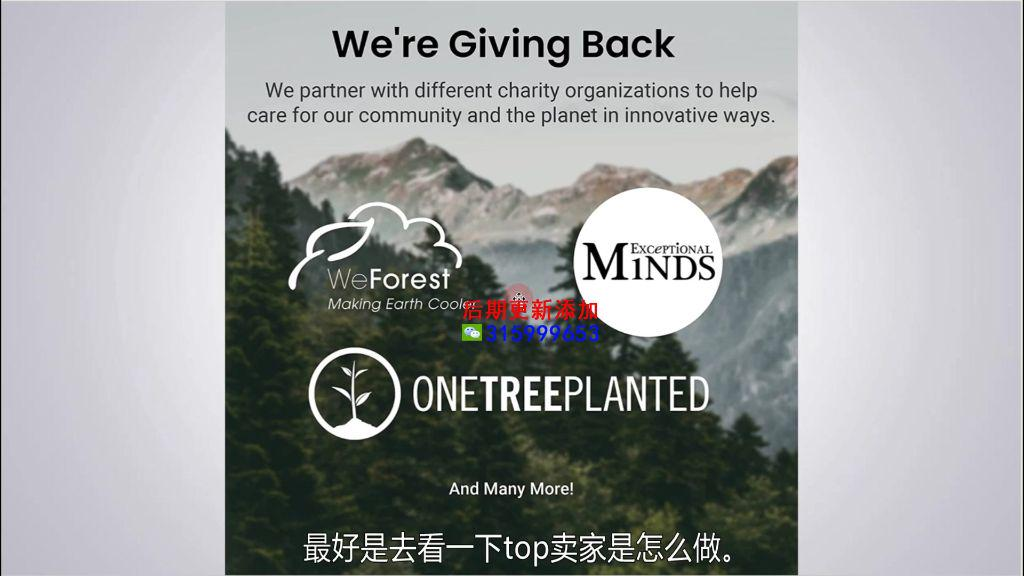 We're Giving Back
We partner with different charity organizations to help
care for our community and the planet in innovative ways.
WeForest
Making Earth Cooler
EXCEPTIONAL
MINDS
后期更新添加
315999653
ONETREEPLANTED
And Many More!
最好是去看一下top卖家是怎么做。